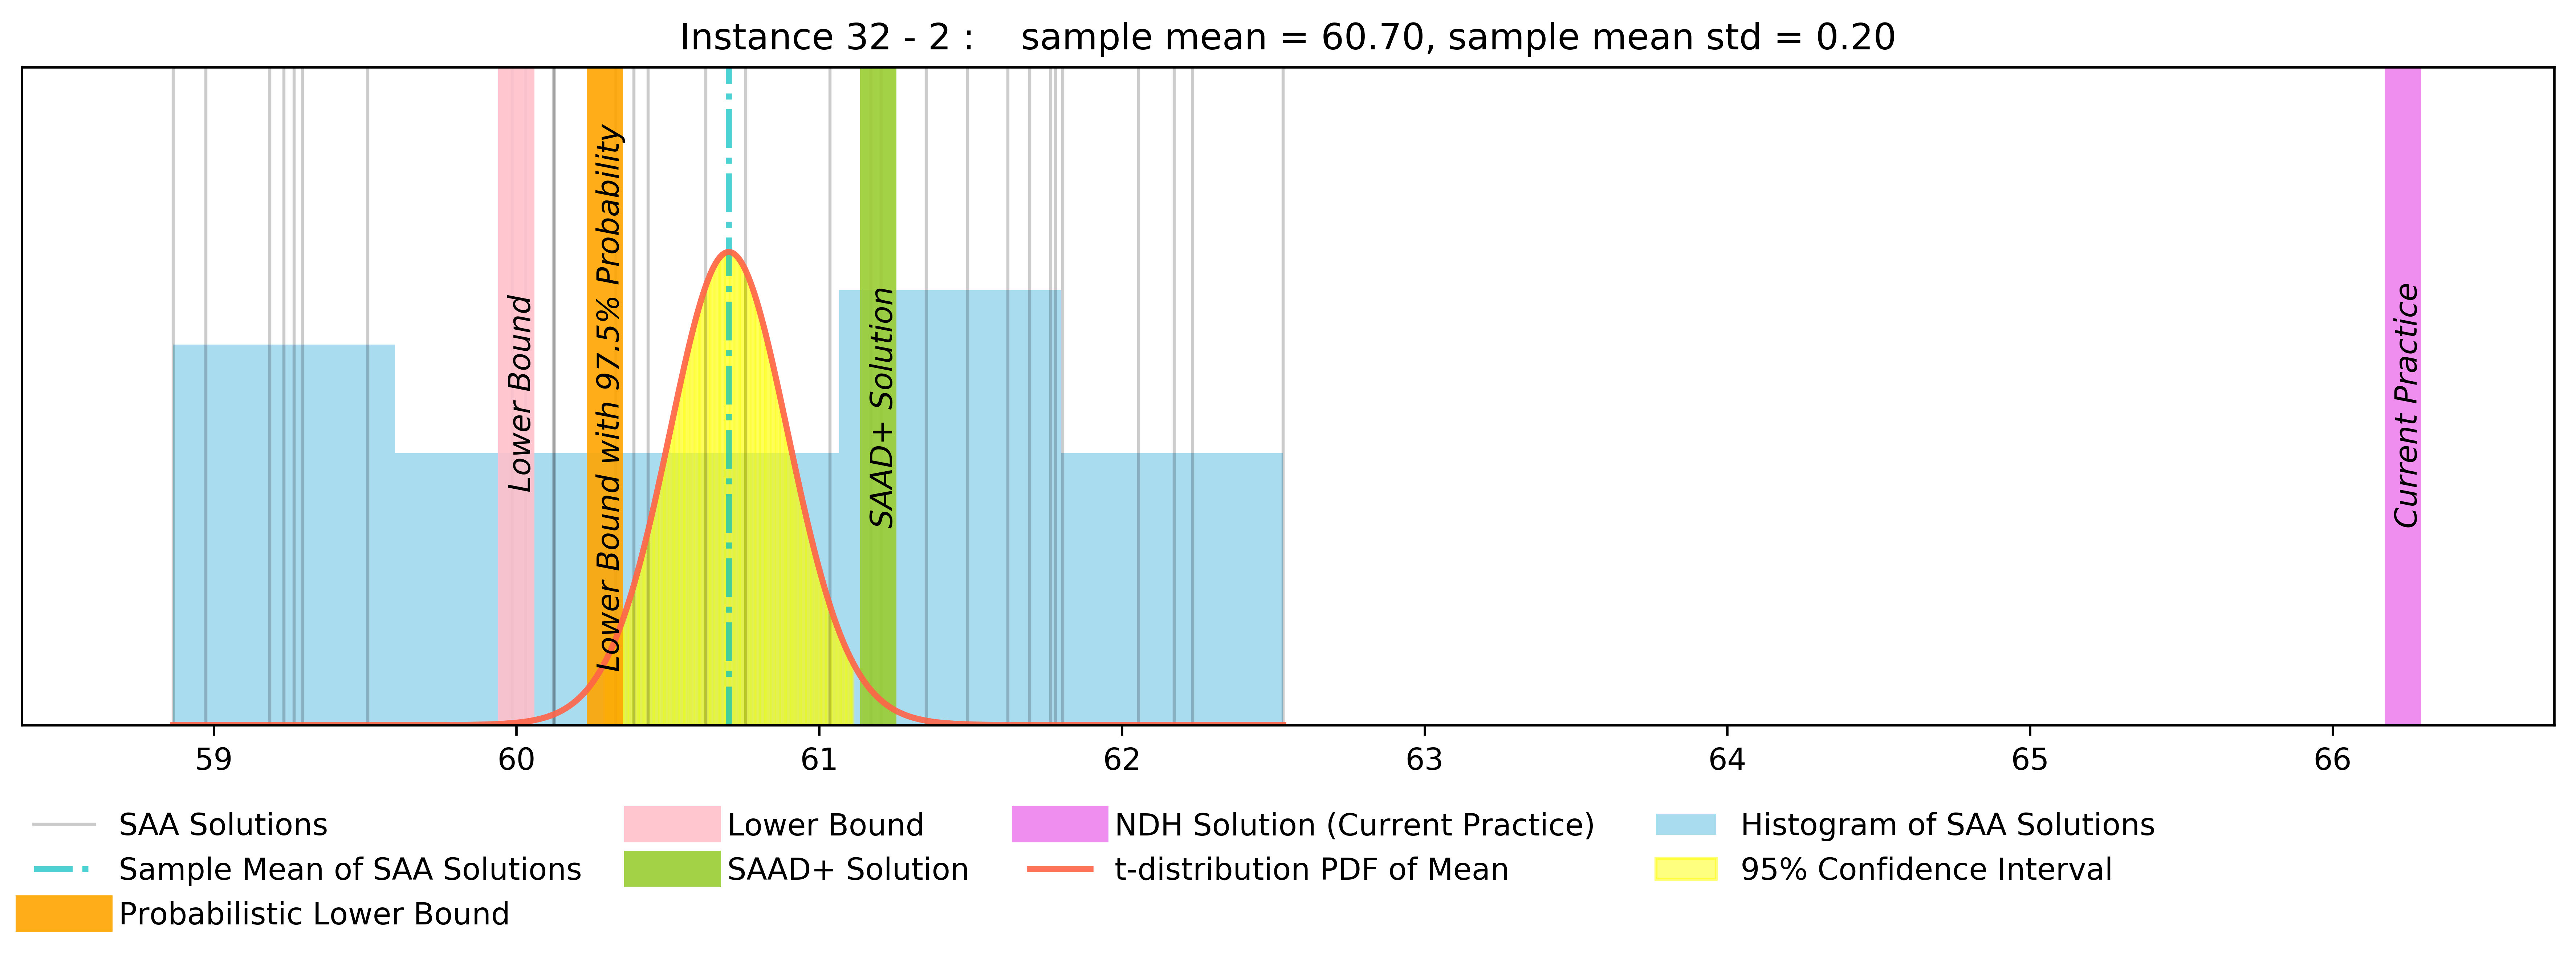 Instance 32 - 2 :    sample mean = 60.70, sample mean std = 0.20
Lower Bound
Lower Bound with 97.5% Probability
SAAD+ Solution
Current Practice
59 60 61 62 63 64 65 66
SAA Solutions
Sample Mean of SAA Solutions
Probabilistic Lower Bound
Lower Bound
SAAD+ Solution
NDH Solution (Current Practice)
t-distribution PDF of Mean
Histogram of SAA Solutions
95% Confidence Interval